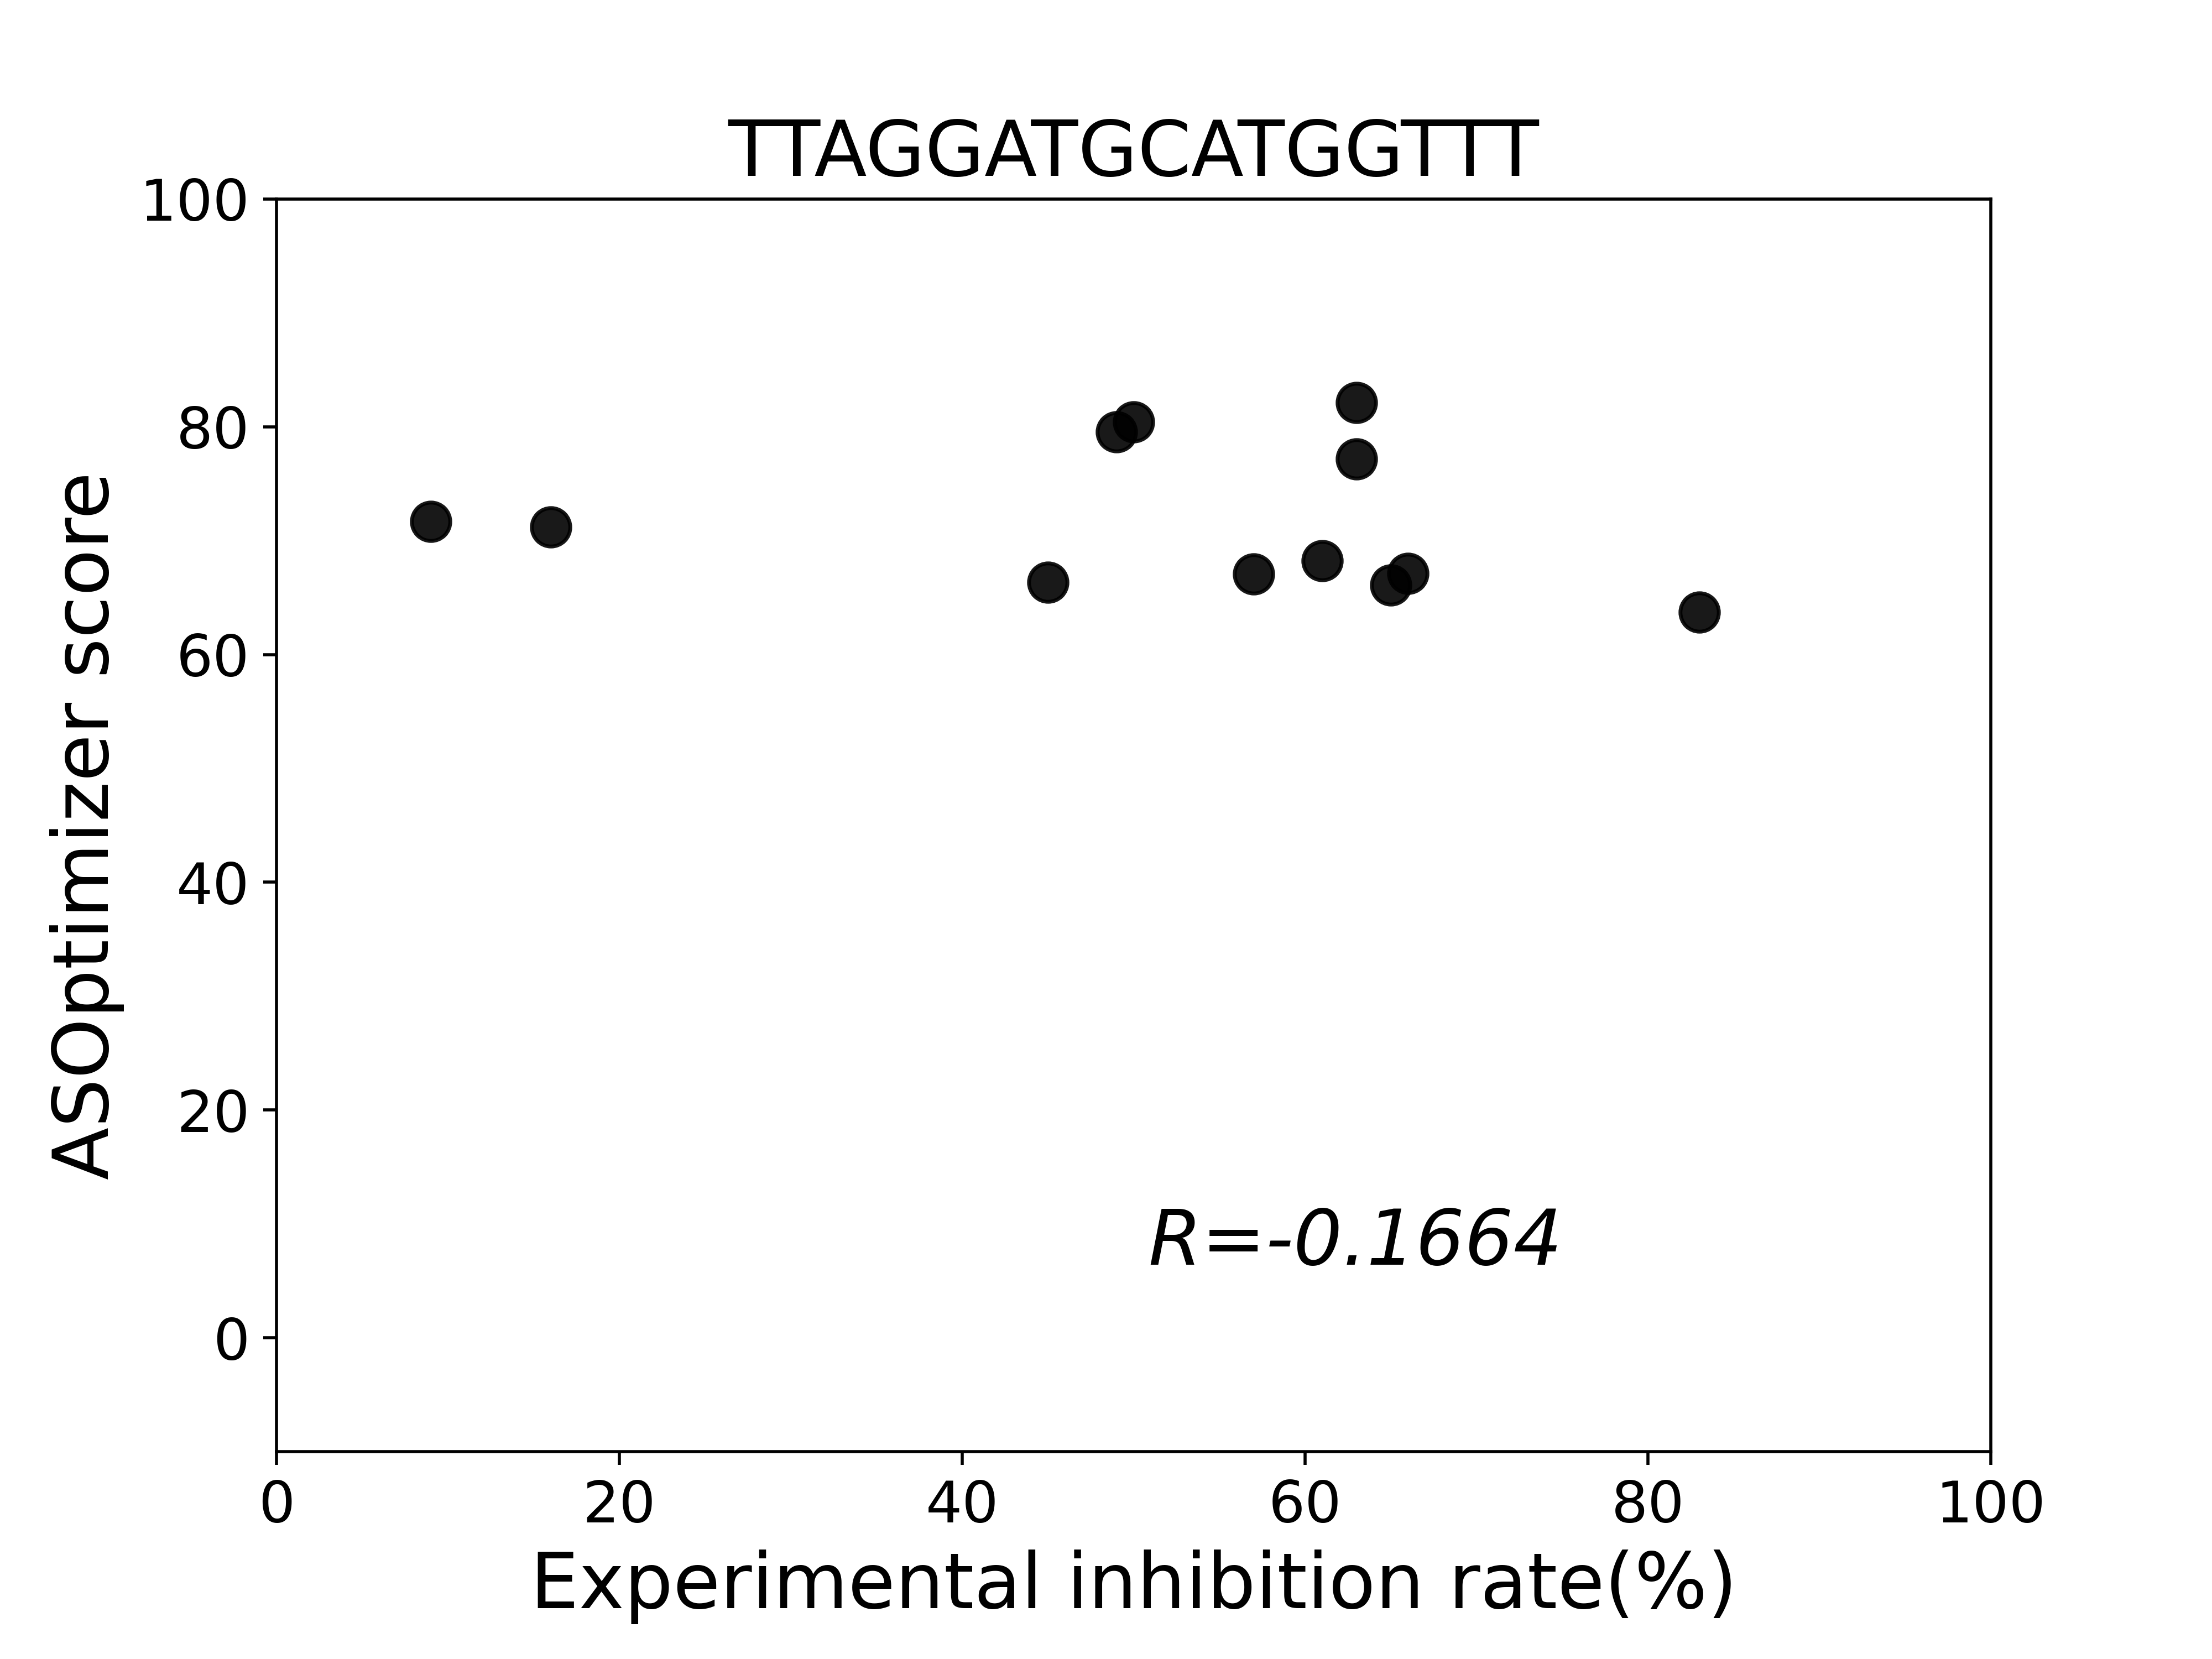 TTAGGATGCATGGTTT
100
80
60
40
20
0
ASOptimizer score
R=-0.1664
0 20 40 60 80 100
Experimental inhibition rate(%)